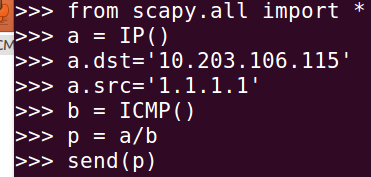 >>> from scapy.all import *
>>> a = IP()
>>> a.dst='10.203.106.115'
>>> a.src='1.1.1.1'
>>> b = ICMP()
>>> p = a/b
>>> send(p)